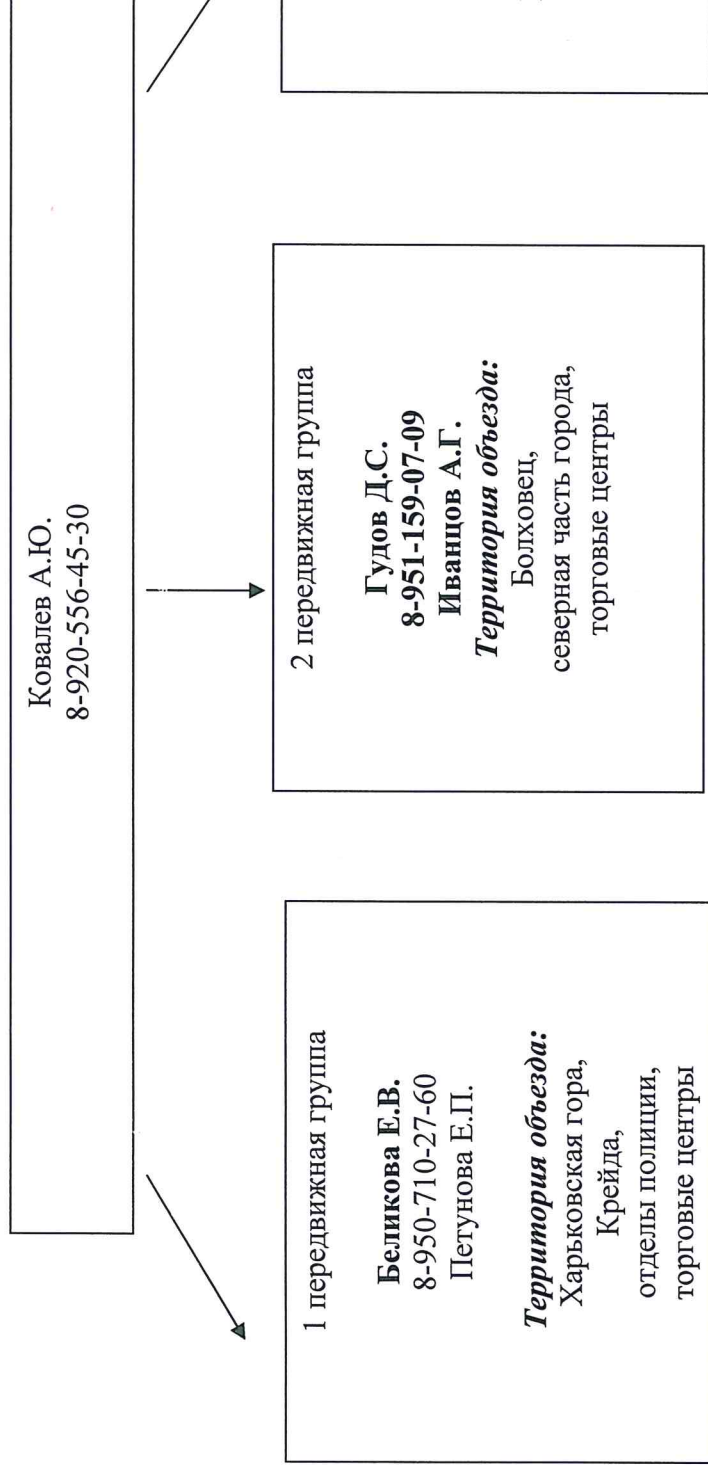 Ковалев А.Ю.
8-920-556-45-30
1 передвижная группа
Беликова Е.В.
8-950-710-27-60
Петунова Е.П.
Территория объезда:
Харьковская гора,
Крейда,
отделы полиции,
торговые центры
2 передвижная группа
Гудов Д.С.
8-951-159-07-09
Иванцов А.Г.
Территория объезда:
Болховец,
северная часть города,
торговые центры